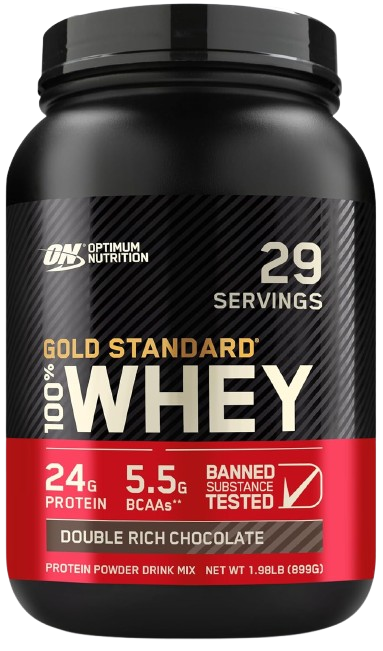 ON® OPTIMUM
NUTRITION
29
SERVINGS
GOLD STANDARD®
100% WHEY
24G
PROTEIN
5.5G
BCAAs**
BANNED
SUBSTANCE
TESTED
DOUBLE RICH CHOCOLATE
PROTEIN POWDER DRINK MIX NET WT 1.98LB (899G)